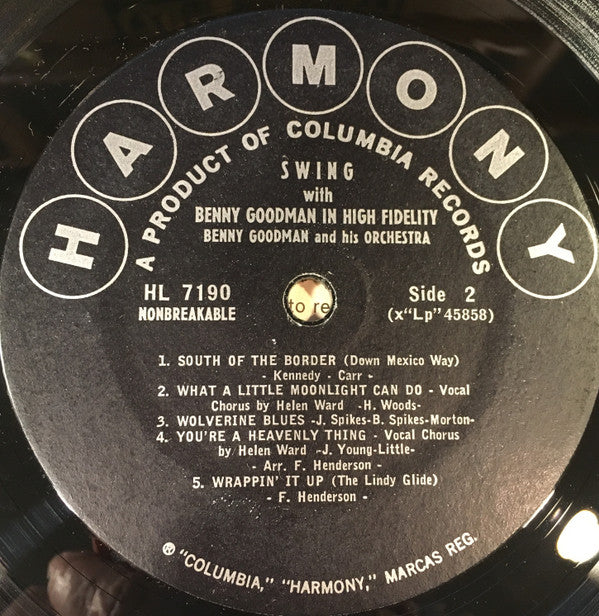 HARMONY
A PRODUCT OF COLUMBIA RECORDS
SWING
with
BENNY GOODMAN IN HIGH FIDELITY
BENNY GOODMAN and his ORCHESTRA
HL 7190
NONBREAKABLE
to re
Side 2
(x"Lp"45858)
1. SOUTH OF THE BORDER (Down Mexico Way)
- Kennedy - Carr -
2. WHAT A LITTLE MOONLIGHT CAN DO - Vocal
Chorus by Helen Ward -H. Woods-
3. WOLVERINE BLUES -J. Spikes-B. Spikes-Morton-
4. YOU'RE A HEAVENLY THING - Vocal Chorus
by Helen Ward -J. Young-Little-
- Arr. F. Henderson -
5. WRAPPIN' IT UP (The Lindy Glide)
- F. Henderson -
® "COLUMBIA," "HARMONY," MARCAS REG.